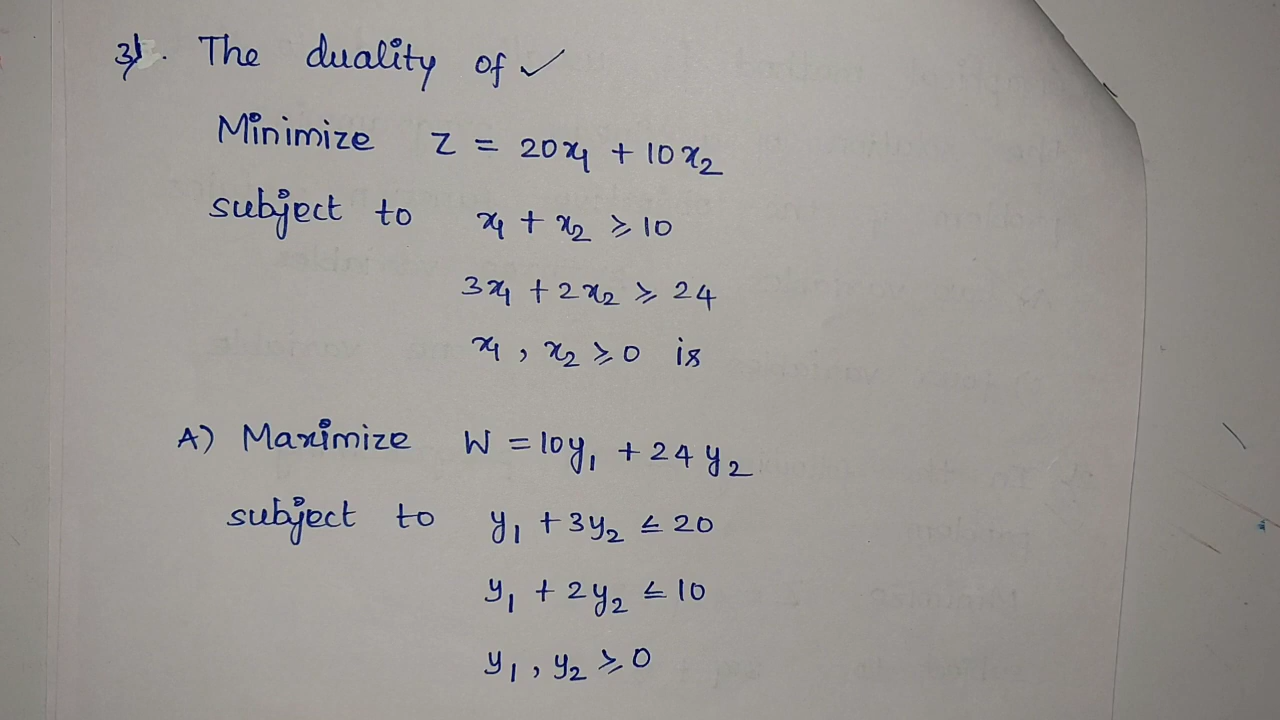 3). The duality of ✓
Minimize Z = 20x₁ + 10x₂
subject to x₁ + x₂ ≥ 10
3x₁ + 2x₂ ≥ 24
x₁, x₂ ≥ 0 is
A) Maximize W = 10y₁ + 24y₂
subject to y₁ + 3y₂ ≤ 20
y₁ + 2y₂ ≤ 10
y₁, y₂ ≥ 0